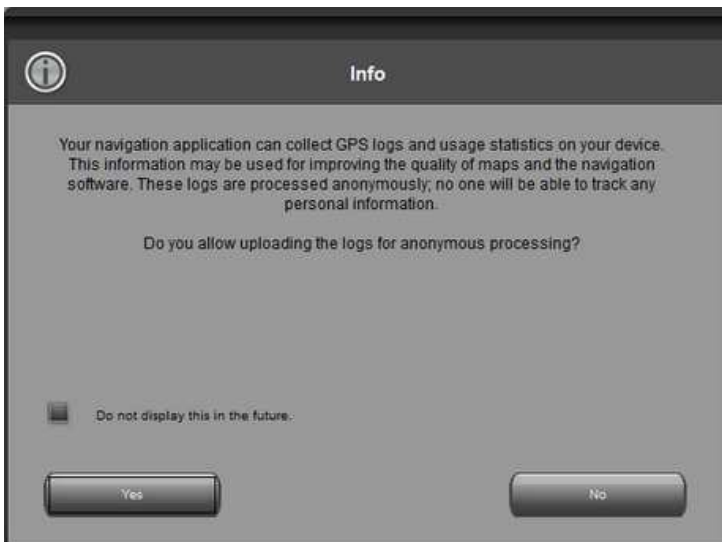 Info
Your navigation application can collect GPS logs and usage statistics on your device.
This information may be used for improving the quality of maps and the navigation
software. These logs are processed anonymously; no one will be able to track any
personal information.
Do you allow uploading the logs for anonymous processing?
Do not display this in the future.
Yes
No